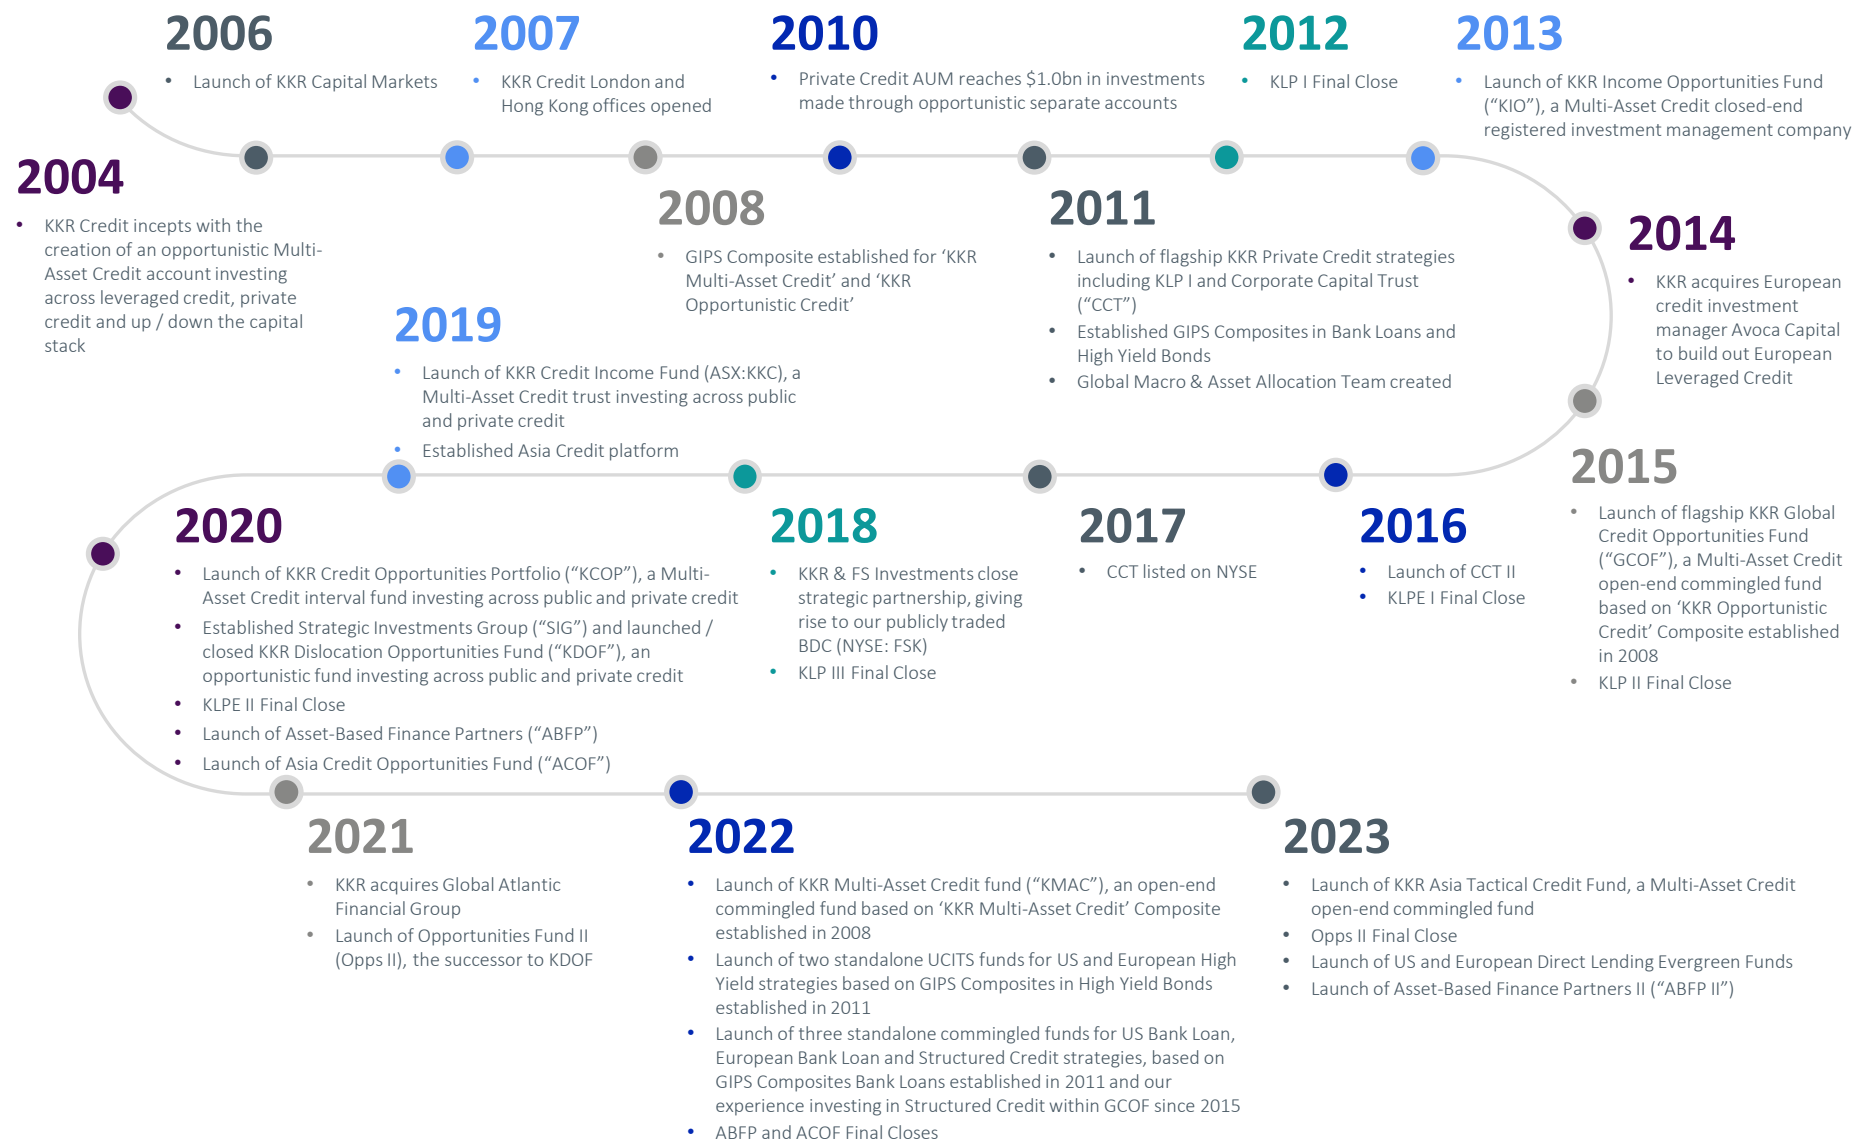 2006
• Launch of KKR Capital Markets
2007
• KKR Credit London and
Hong Kong offices opened
2010
• Private Credit AUM reaches $1.0bn in investments
made through opportunistic separate accounts
2012
• KLP I Final Close
2013
• Launch of KKR Income Opportunities Fund
(“KIO”), a Multi-Asset Credit closed-end
registered investment management company
2004
• KKR Credit incepts with the
creation of an opportunistic Multi-
Asset Credit account investing
across leveraged credit, private
credit and up / down the capital
stack
2008
• GIPS Composite established for ‘KKR
Multi-Asset Credit’ and ‘KKR
Opportunistic Credit’
2011
• Launch of flagship KKR Private Credit strategies
including KLP I and Corporate Capital Trust
(“CCT”)
• Established GIPS Composites in Bank Loans and
High Yield Bonds
• Global Macro & Asset Allocation Team created
2014
• KKR acquires European
credit investment
manager Avoca Capital
to build out European
Leveraged Credit
2019
• Launch of KKR Credit Income Fund (ASX:KKC), a
Multi-Asset Credit trust investing across public
and private credit
• Established Asia Credit platform
2015
• Launch of flagship KKR Global
Credit Opportunities Fund
(“GCOF”), a Multi-Asset Credit
open-end commingled fund
based on ‘KKR Opportunistic
Credit’ Composite established
in 2008
• KLP II Final Close
2020
• Launch of KKR Credit Opportunities Portfolio (“KCOP”), a Multi-
Asset Credit interval fund investing across public and private credit
• Established Strategic Investments Group (“SIG”) and launched /
closed KKR Dislocation Opportunities Fund (“KDOF”), an
opportunistic fund investing across public and private credit
• KLPE II Final Close
• Launch of Asset-Based Finance Partners (“ABFP”)
• Launch of Asia Credit Opportunities Fund (“ACOF”)
2018
• KKR & FS Investments close
strategic partnership, giving
rise to our publicly traded
BDC (NYSE: FSK)
• KLP III Final Close
2017
• CCT listed on NYSE
2016
• Launch of CCT II
• KLPE I Final Close
2021
• KKR acquires Global Atlantic
Financial Group
• Launch of Opportunities Fund II
(Opps II), the successor to KDOF
2022
• Launch of KKR Multi-Asset Credit fund (“KMAC”), an open-end
commingled fund based on ‘KKR Multi-Asset Credit’ Composite
established in 2008
• Launch of two standalone UCITS funds for US and European High
Yield strategies based on GIPS Composites in High Yield Bonds
established in 2011
• Launch of three standalone commingled funds for US Bank Loan,
European Bank Loan and Structured Credit strategies, based on
GIPS Composites Bank Loans established in 2011 and our
experience investing in Structured Credit within GCOF since 2015
• ABFP and ACOF Final Closes
2023
• Launch of KKR Asia Tactical Credit Fund, a Multi-Asset Credit
open-end commingled fund
• Opps II Final Close
• Launch of US and European Direct Lending Evergreen Funds
• Launch of Asset-Based Finance Partners II (“ABFP II”)